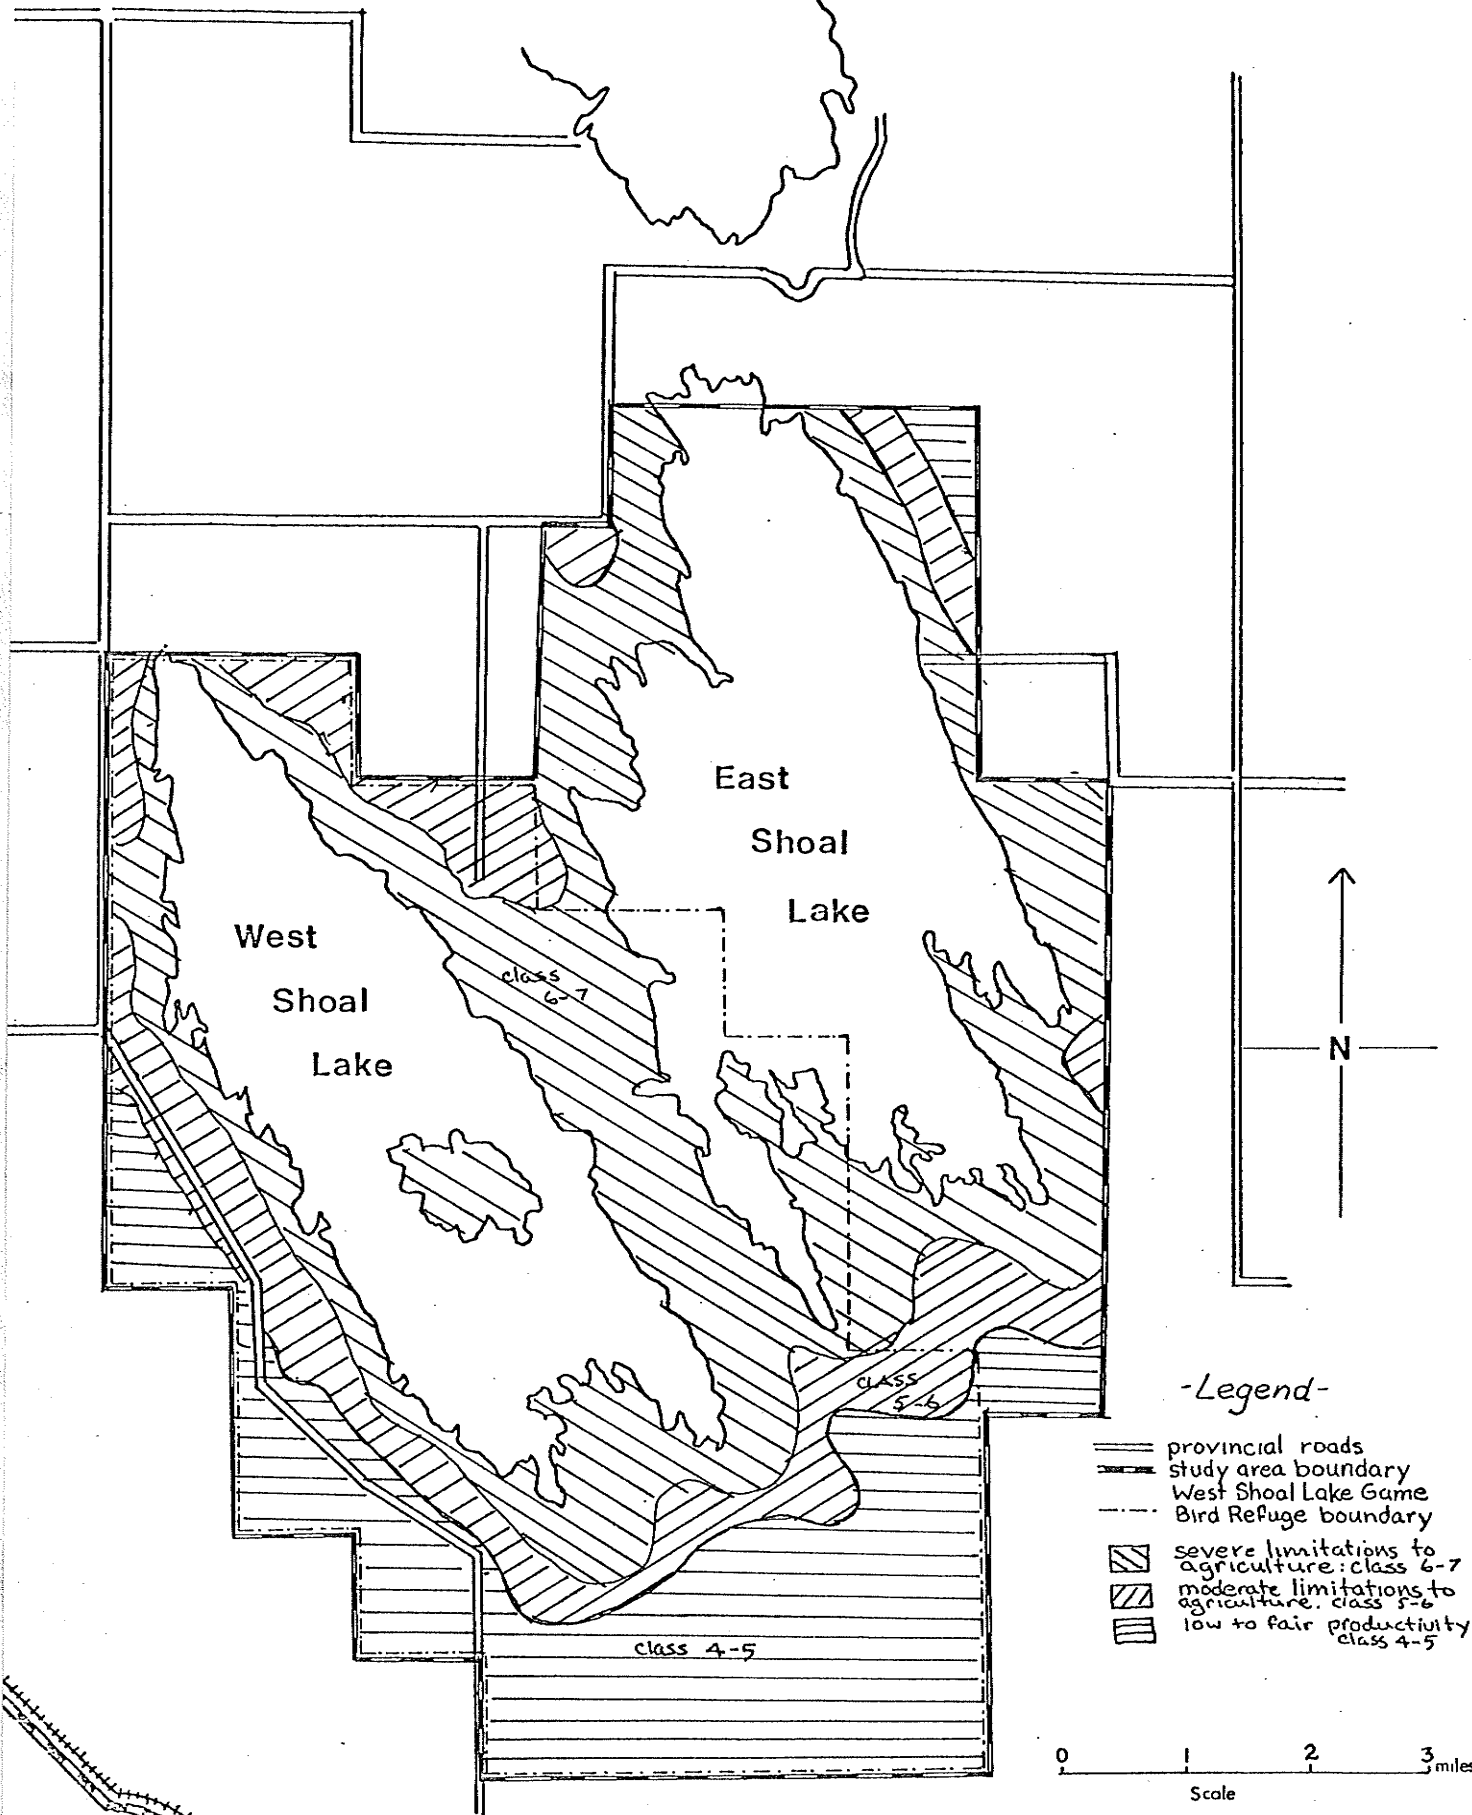 East
Shoal
Lake
West
Shoal
Lake
class
6-7
N
CLASS
5-6
class 4-5
-Legend-
provincial roads
study area boundary
West Shoal Lake Game
Bird Refuge boundary
severe limitations to
agriculture: class 6-7
moderate limitations to
agriculture. class 5-6
low to fair productivity
class 4-5
0 1 2 3 miles
Scale